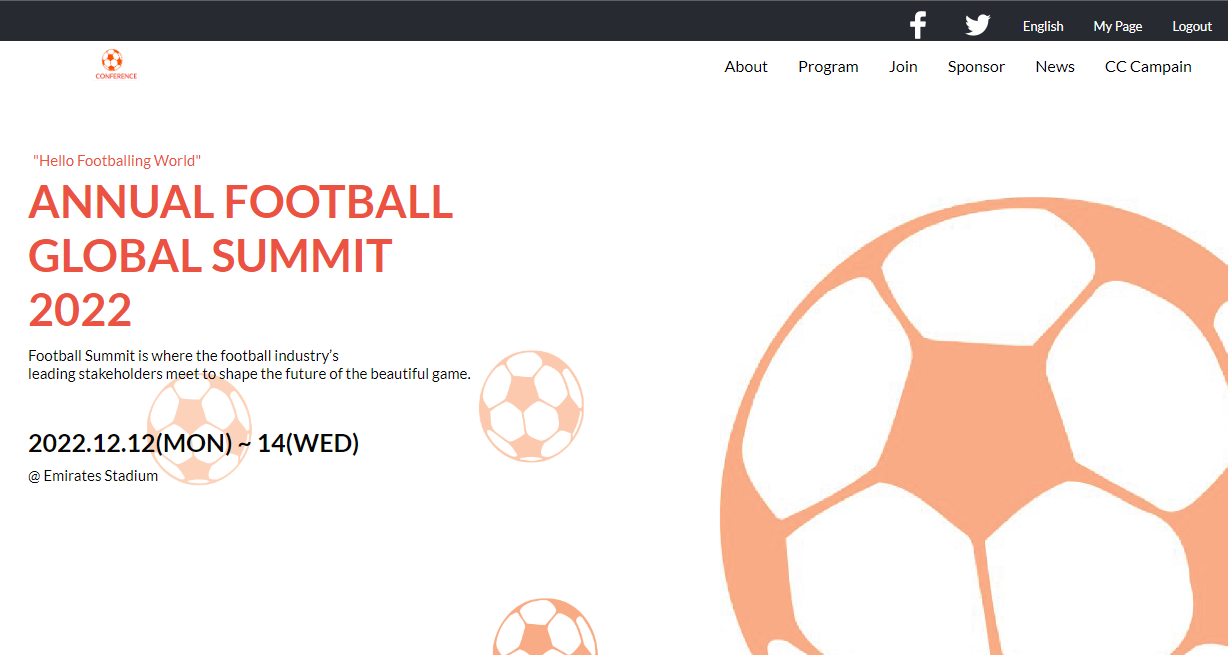 English My Page Logout
CONFERENCE
About Program Join Sponsor News CC Campain
"Hello Footballing World"
ANNUAL FOOTBALL
GLOBAL SUMMIT
2022
Football Summit is where the football industry’s
leading stakeholders meet to shape the future of the beautiful game.
2022.12.12(MON) ~ 14(WED)
@ Emirates Stadium